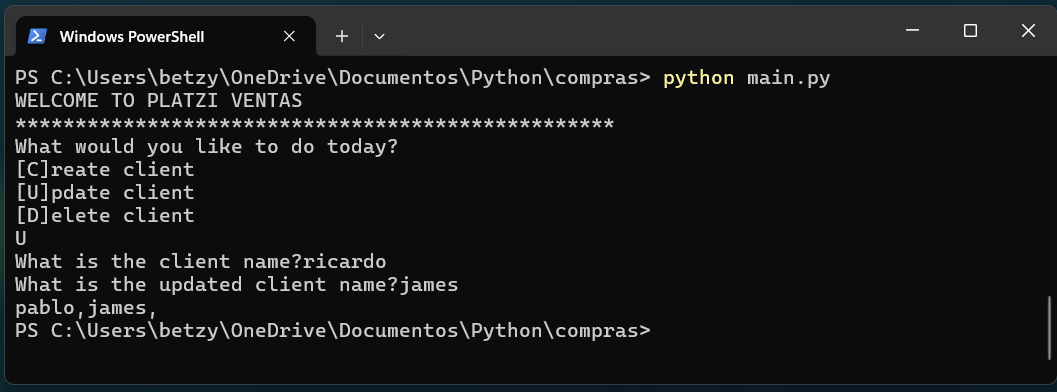 Windows PowerShell
PS C:\Users\betzy\OneDrive\Documentos\Python\compras> python main.py
WELCOME TO PLATZI VENTAS
**************************************************
What would you like to do today?
[C]reate client
[U]pdate client
[D]elete client
U
What is the client name?ricardo
What is the updated client name?james
pablo,james,
PS C:\Users\betzy\OneDrive\Documentos\Python\compras>